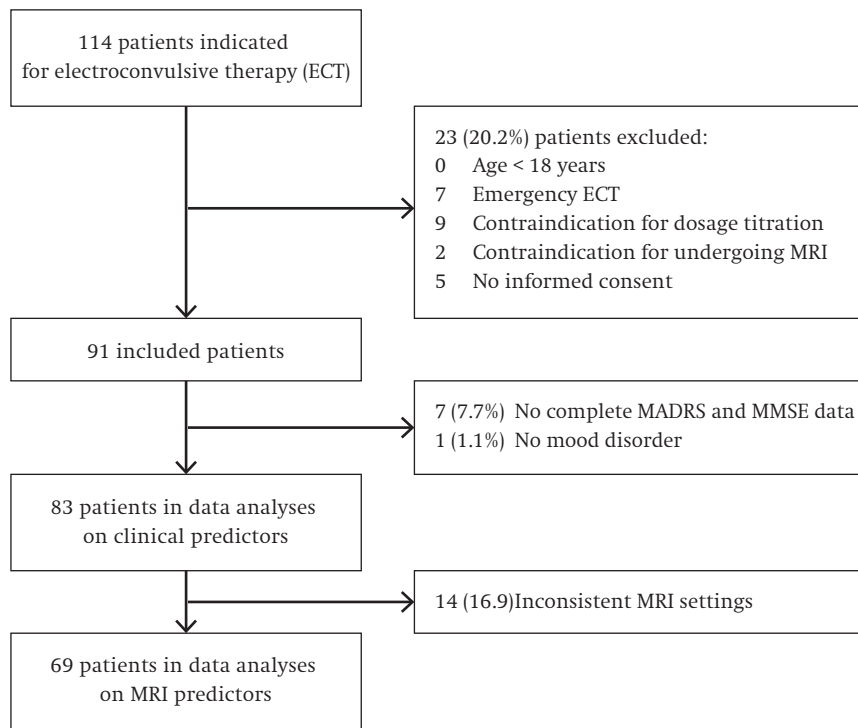 114 patients indicated
for electroconvulsive therapy (ECT)
23 (20.2%) patients excluded:
0 Age < 18 years
7 Emergency ECT
9 Contraindication for dosage titration
2 Contraindication for undergoing MRI
5 No informed consent
91 included patients
7 (7.7%) No complete MADRS and MMSE data
1 (1.1%) No mood disorder
83 patients in data analyses
on clinical predictors
14 (16.9)Inconsistent MRI settings
69 patients in data analyses
on MRI predictors